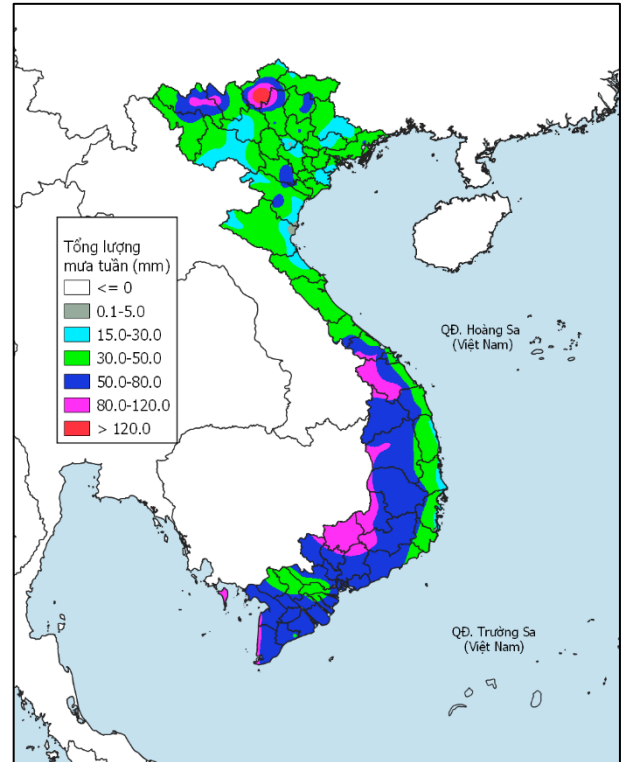 Tổng lượng
mưa tuần (mm)
<= 0
0.1-5.0
15.0-30.0
30.0-50.0
50.0-80.0
80.0-120.0
> 120.0
QĐ. Hoàng Sa
(Việt Nam)
QĐ. Trường Sa
(Việt Nam)